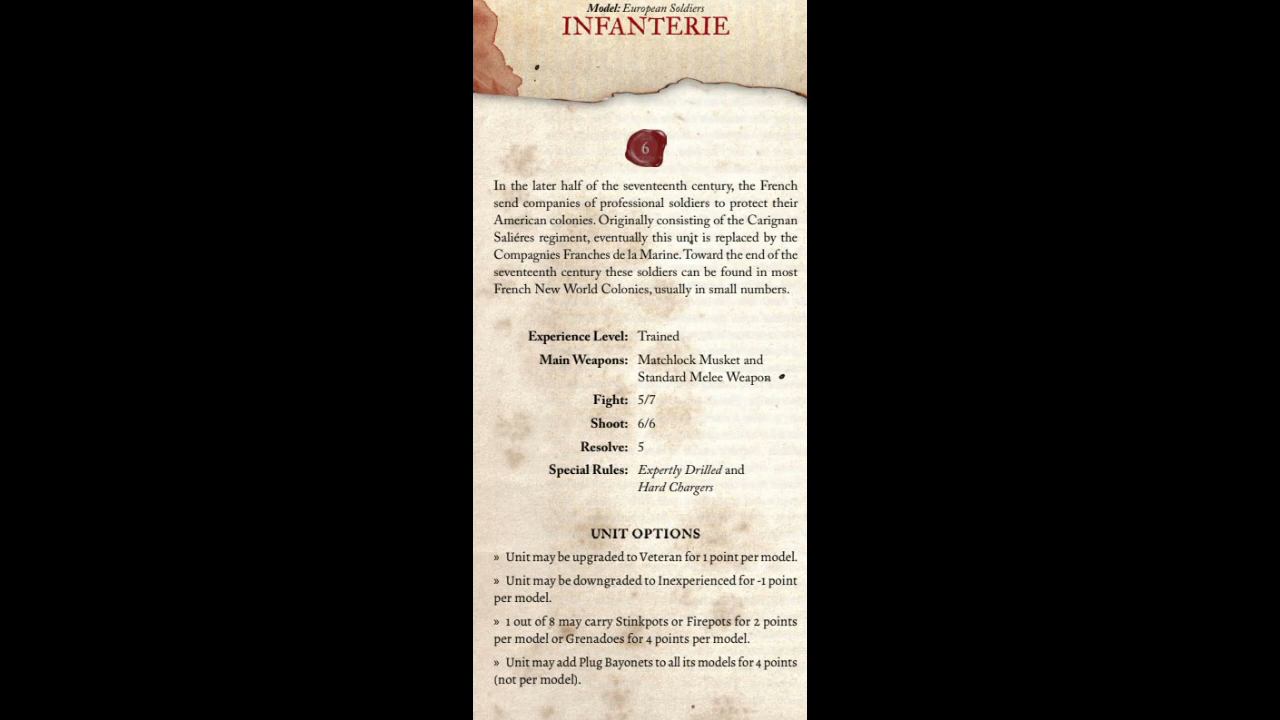 Model: European Soldiers
INFANTERIE
6
In the later half of the seventeenth century, the French
send companies of professional soldiers to protect their
American colonies. Originally consisting of the Carignan
Saliéres regiment, eventually this unit is replaced by the
Compagnies Franches de la Marine. Toward the end of the
seventeenth century these soldiers can be found in most
French New World Colonies, usually in small numbers.
Experience Level: Trained
Main Weapons: Matchlock Musket and
Standard Melee Weapon
Fight: 5/7
Shoot: 6/6
Resolve: 5
Special Rules: Expertly Drilled and
Hard Chargers
UNIT OPTIONS
» Unit may be upgraded to Veteran for 1 point per model.
» Unit may be downgraded to Inexperienced for -1 point
per model.
» 1 out of 8 may carry Stinkpots or Firepots for 2 points
per model or Grenadoes for 4 points per model.
» Unit may add Plug Bayonets to all its models for 4 points
(not per model).